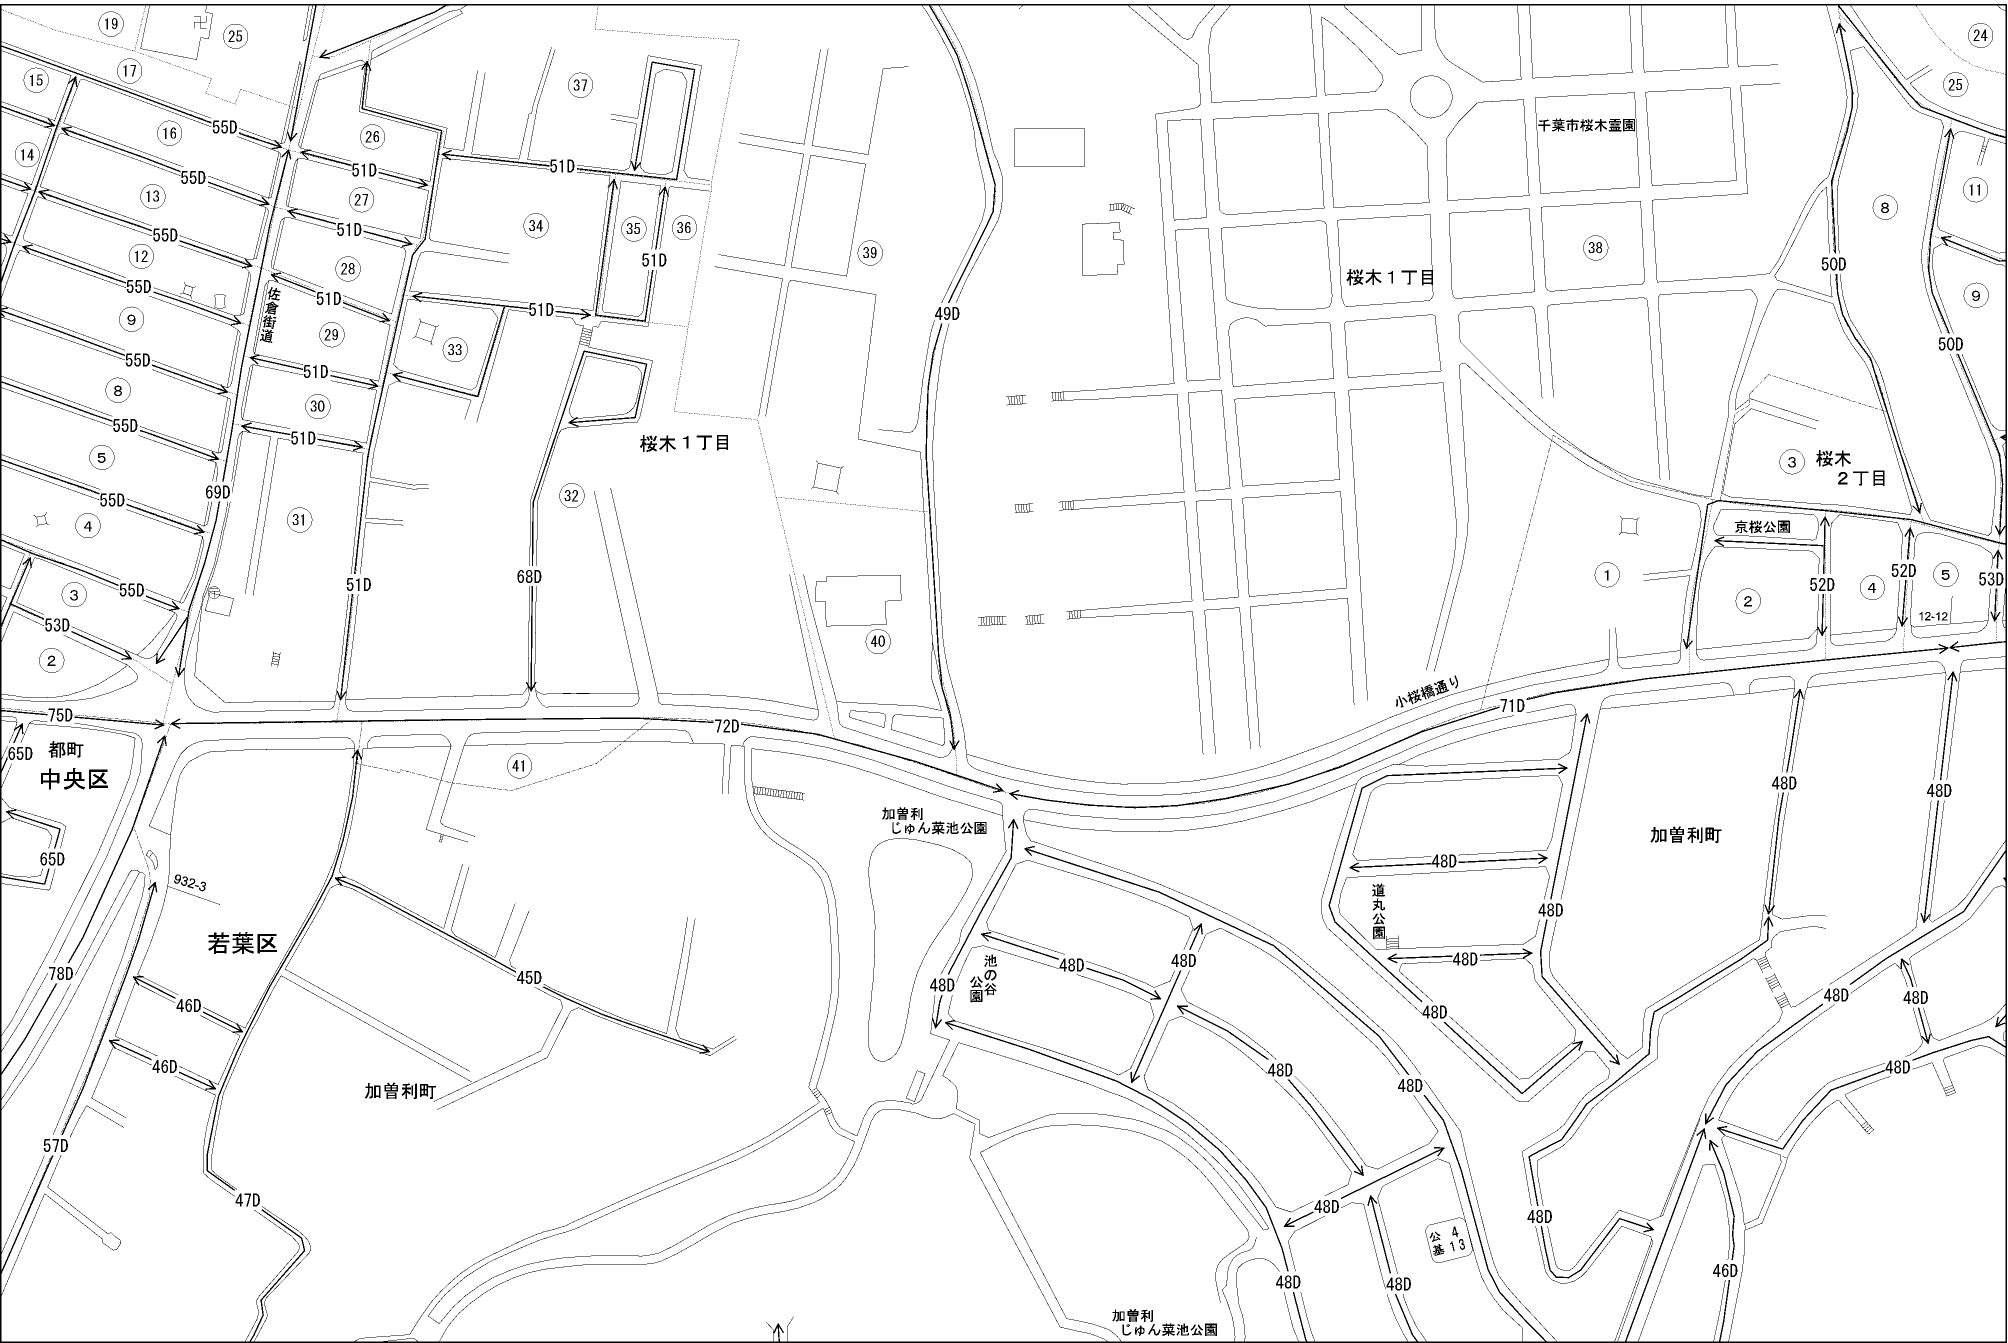 19
25
17
15
16
55D
26
37
51D
51D
14
13
55D
27
51D
34
35
36
51D
12
55D
28
51D
55D
佐倉街道
51D
9
29
33
55D
51D
8
30
51D
55D
5
55D
69D
31
32
桜木１丁目
39
49D
4
51D
68D
3
55D
53D
2
40
75D
72D
65D
都町
中央区
41
65D
932-3
若葉区
78D
46D
46D
45D
加曽利町
57D
47D
加曽利
じゅん菜池公園
千葉市桜木霊園
38
桜木１丁目
24
25
11
8
50D
9
50D
3
桜木
２丁目
京桜公園
1
2
52D
4
52D
5
53D
12-12
小桜橋通り
71D
48D
48D
加曽利町
48D
道丸公園
48D
48D
48D
48D
48D
池の谷
公園
48D
48D
48D
48D
48D
48D
48D
48D
48D
公 4
基 13
48D
48D
46D
加曽利
じゅん菜池公園